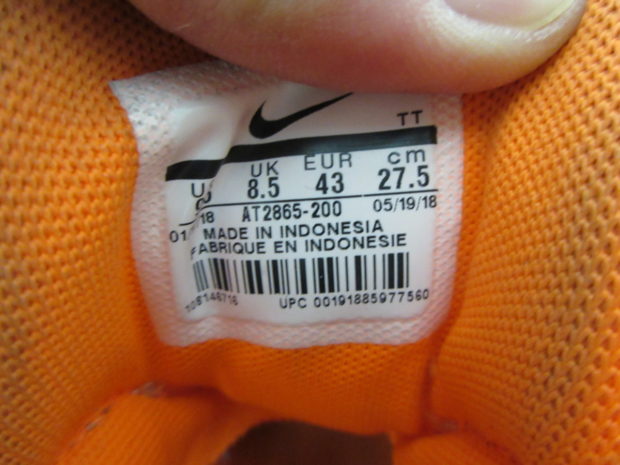 TT
UK EUR cm
8.5 43 27.5
18 AT2865-200 05/19/18
MADE IN INDONESIA
FABRIQUE EN INDONESIE
UPC 00191885977560